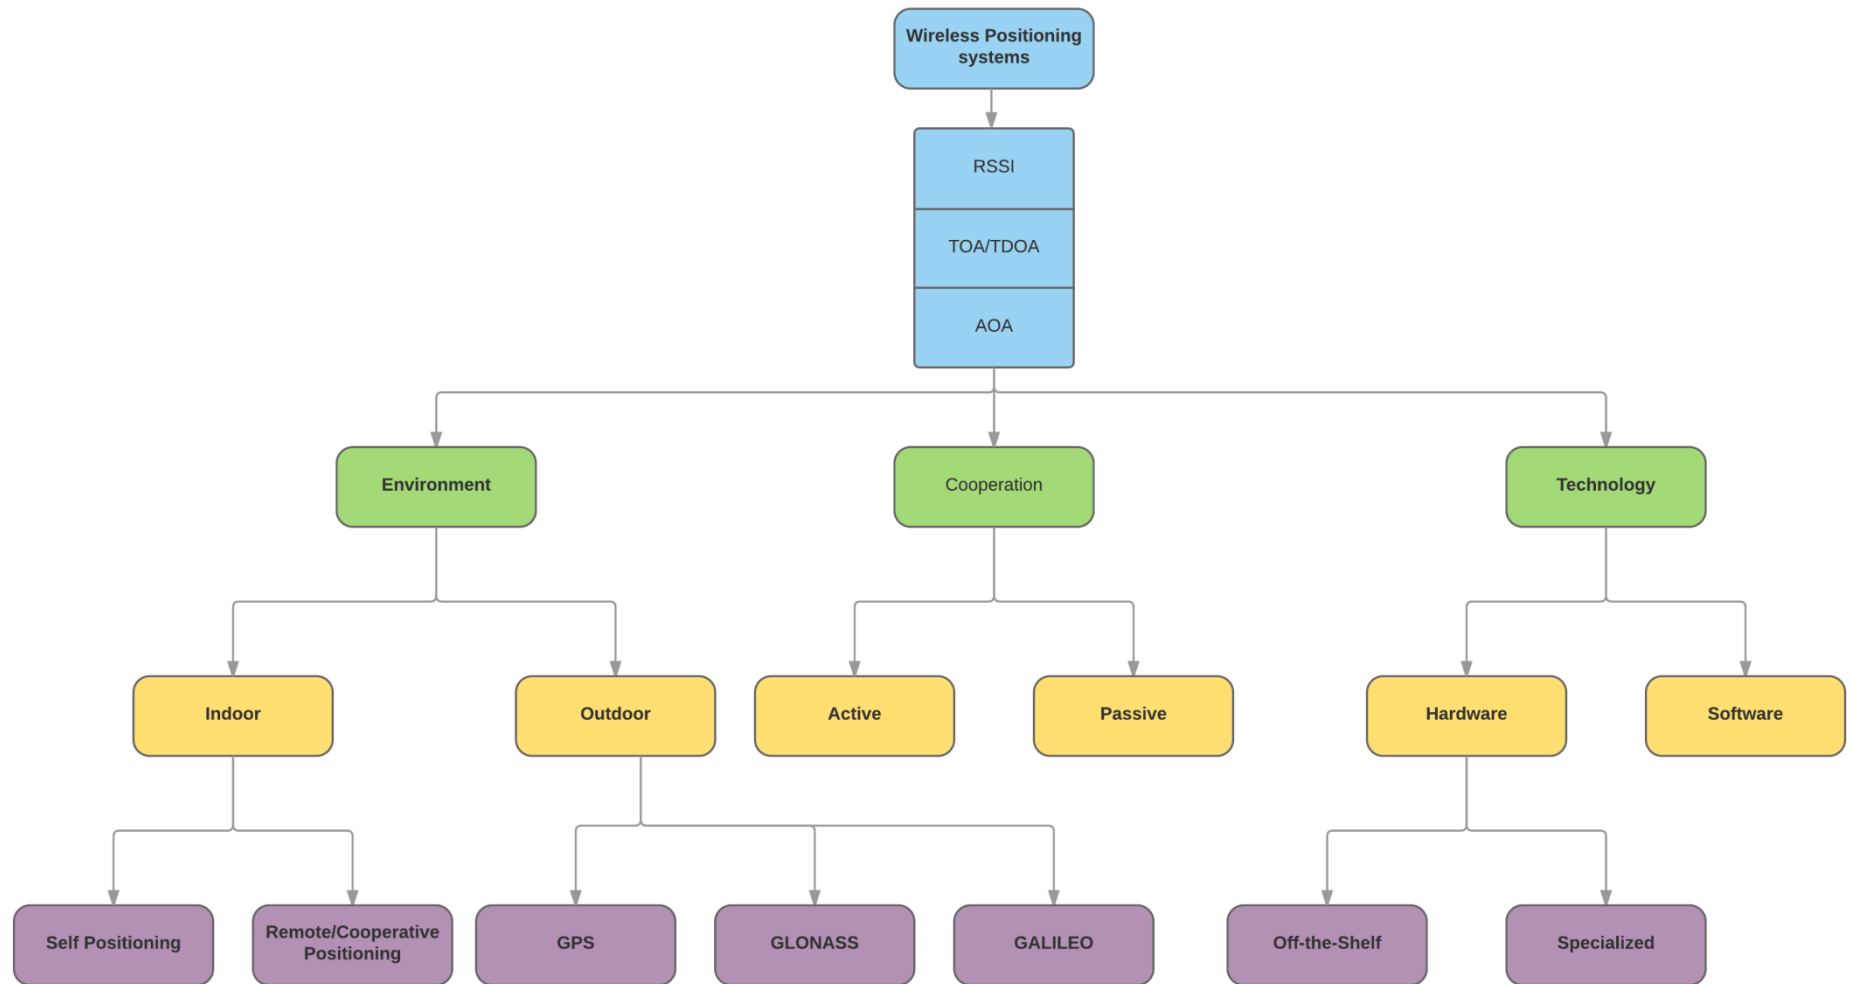 Wireless Positioning
systems
RSSI
TOA/TDOA
AOA
Environment
Cooperation
Technology
Indoor
Outdoor
Active
Passive
Hardware
Software
Self Positioning
Remote/Cooperative
Positioning
GPS
GLONASS
GALILEO
Off-the-Shelf
Specialized